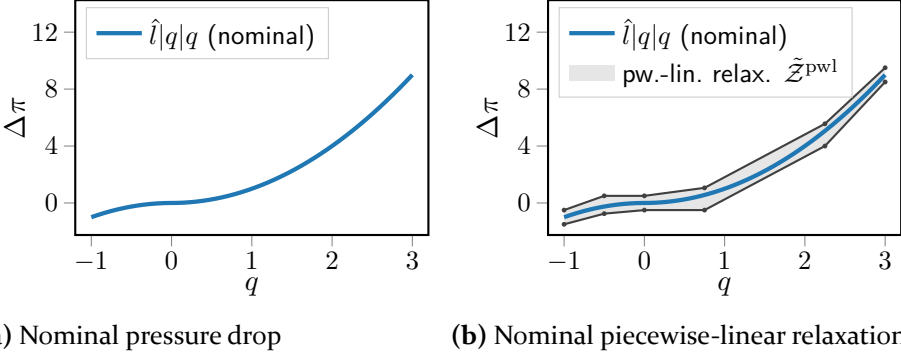 12
8
4
0
Δπ
l̂|q|q (nominal)
−1 0 1 2 3
q
) Nominal pressure drop
12
8
4
0
Δπ
l̂|q|q (nominal)
pw.-lin. relax. Z̃^pwl
−1 0 1 2 3
q
(b) Nominal piecewise-linear relaxation